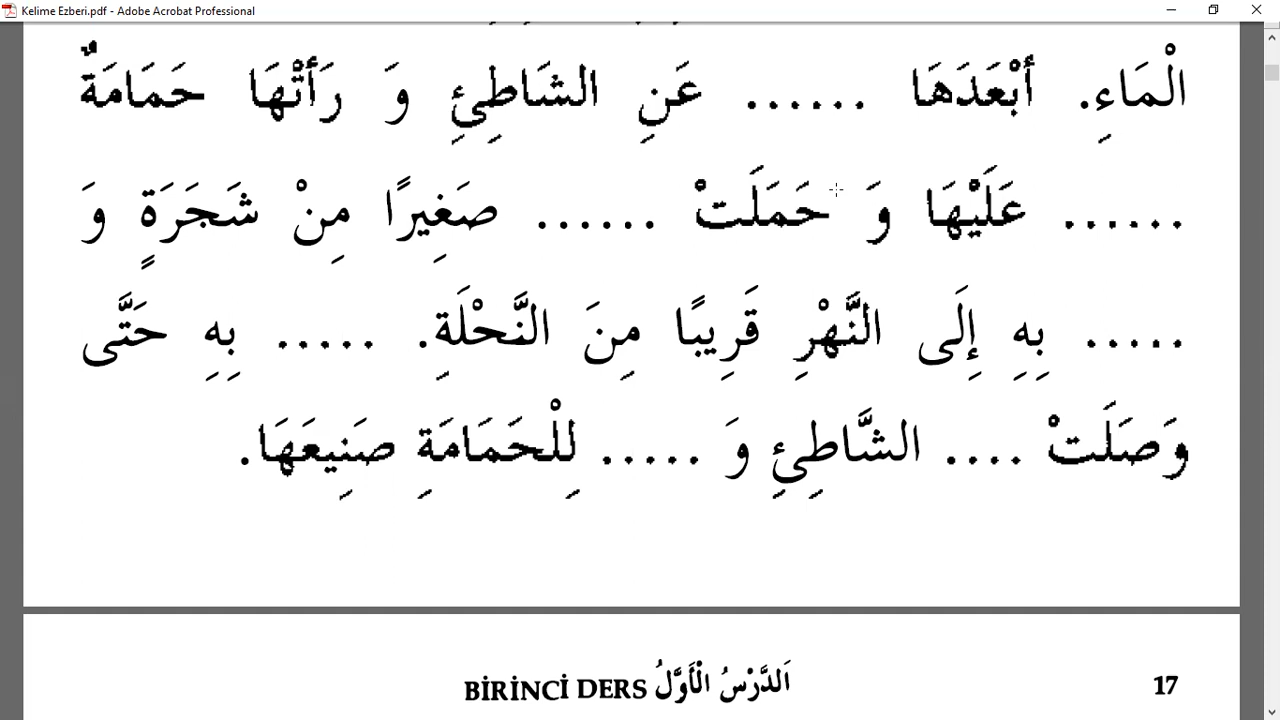 Kelime Ezberi.pdf - Adobe Acrobat Professional
الْمَاءِ. أَبْعَدَهَا ...... عَنِ الشَّاطِئِ وَ رَأَتْهَا حَمَامَةٌ
...... عَلَيْهَا وَ حَمَلَتْ ...... صَغِيرًا مِنْ شَجَرَةٍ وَ
..... بِهِ إِلَى النَّهْرِ قَرِيبًا مِنَ النَّحْلَةِ. ..... بِهِ حَتَّى
وَصَلَتْ .... الشَّاطِئِ وَ ..... لِلْحَمَامَةِ صَنِيعَهَا.
BİRİNCİ DERS اَلدَّرْسُ الْأَوَّلُ 17